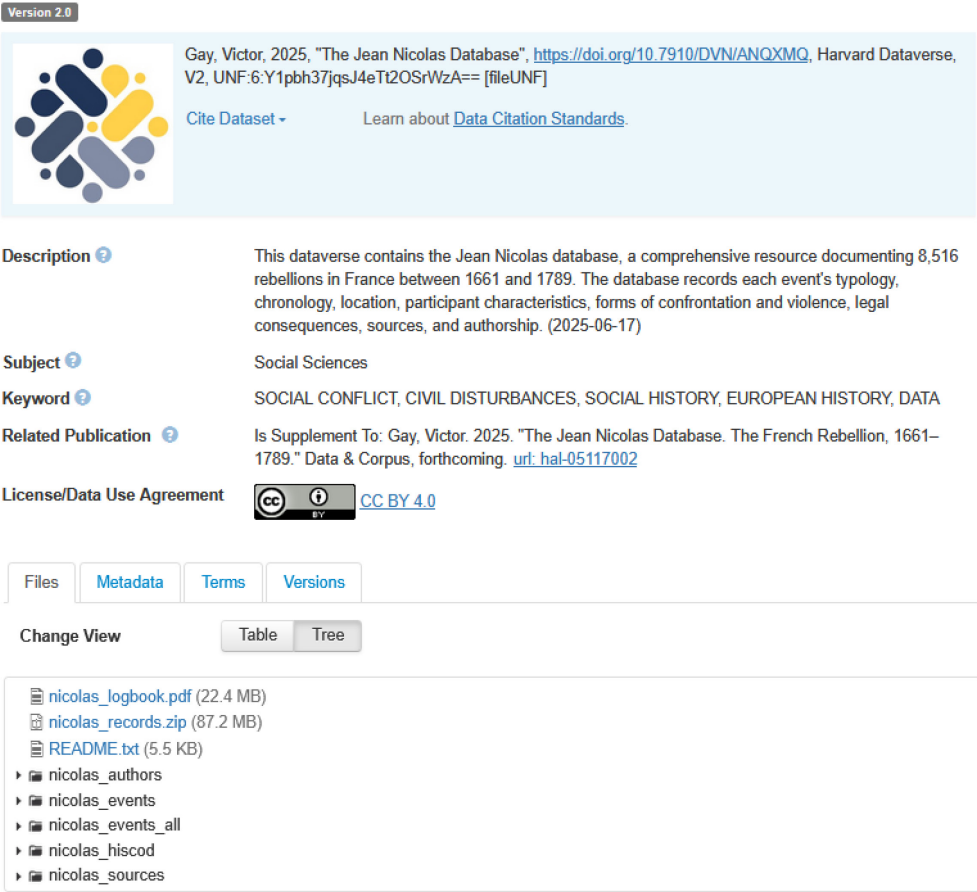 Version 2.0
Gay, Victor, 2025, "The Jean Nicolas Database", https://doi.org/10.7910/DVN/ANQXMQ, Harvard Dataverse,
V2, UNF:6:Y1pbh37jqsJ4eTt2OSrWzA== [fileUNF]
Cite Dataset Learn about Data Citation Standards.
Description This dataverse contains the Jean Nicolas database, a comprehensive resource documenting 8,516
rebellions in France between 1661 and 1789. The database records each event's typology,
chronology, location, participant characteristics, forms of confrontation and violence, legal
consequences, sources, and authorship. (2025-06-17)
Subject Social Sciences
Keyword SOCIAL CONFLICT, CIVIL DISTURBANCES, SOCIAL HISTORY, EUROPEAN HISTORY, DATA
Related Publication Is Supplement To: Gay, Victor. 2025. "The Jean Nicolas Database. The French Rebellion, 1661–
1789." Data & Corpus, forthcoming. url: hal-05117002
License/Data Use Agreement cc BY CC BY 4.0
Files Metadata Terms Versions
Change View Table Tree
nicolas_logbook.pdf (22.4 MB)
nicolas_records.zip (87.2 MB)
README.txt (5.5 KB)
nicolas_authors
nicolas_events
nicolas_events_all
nicolas_hiscod
nicolas_sources